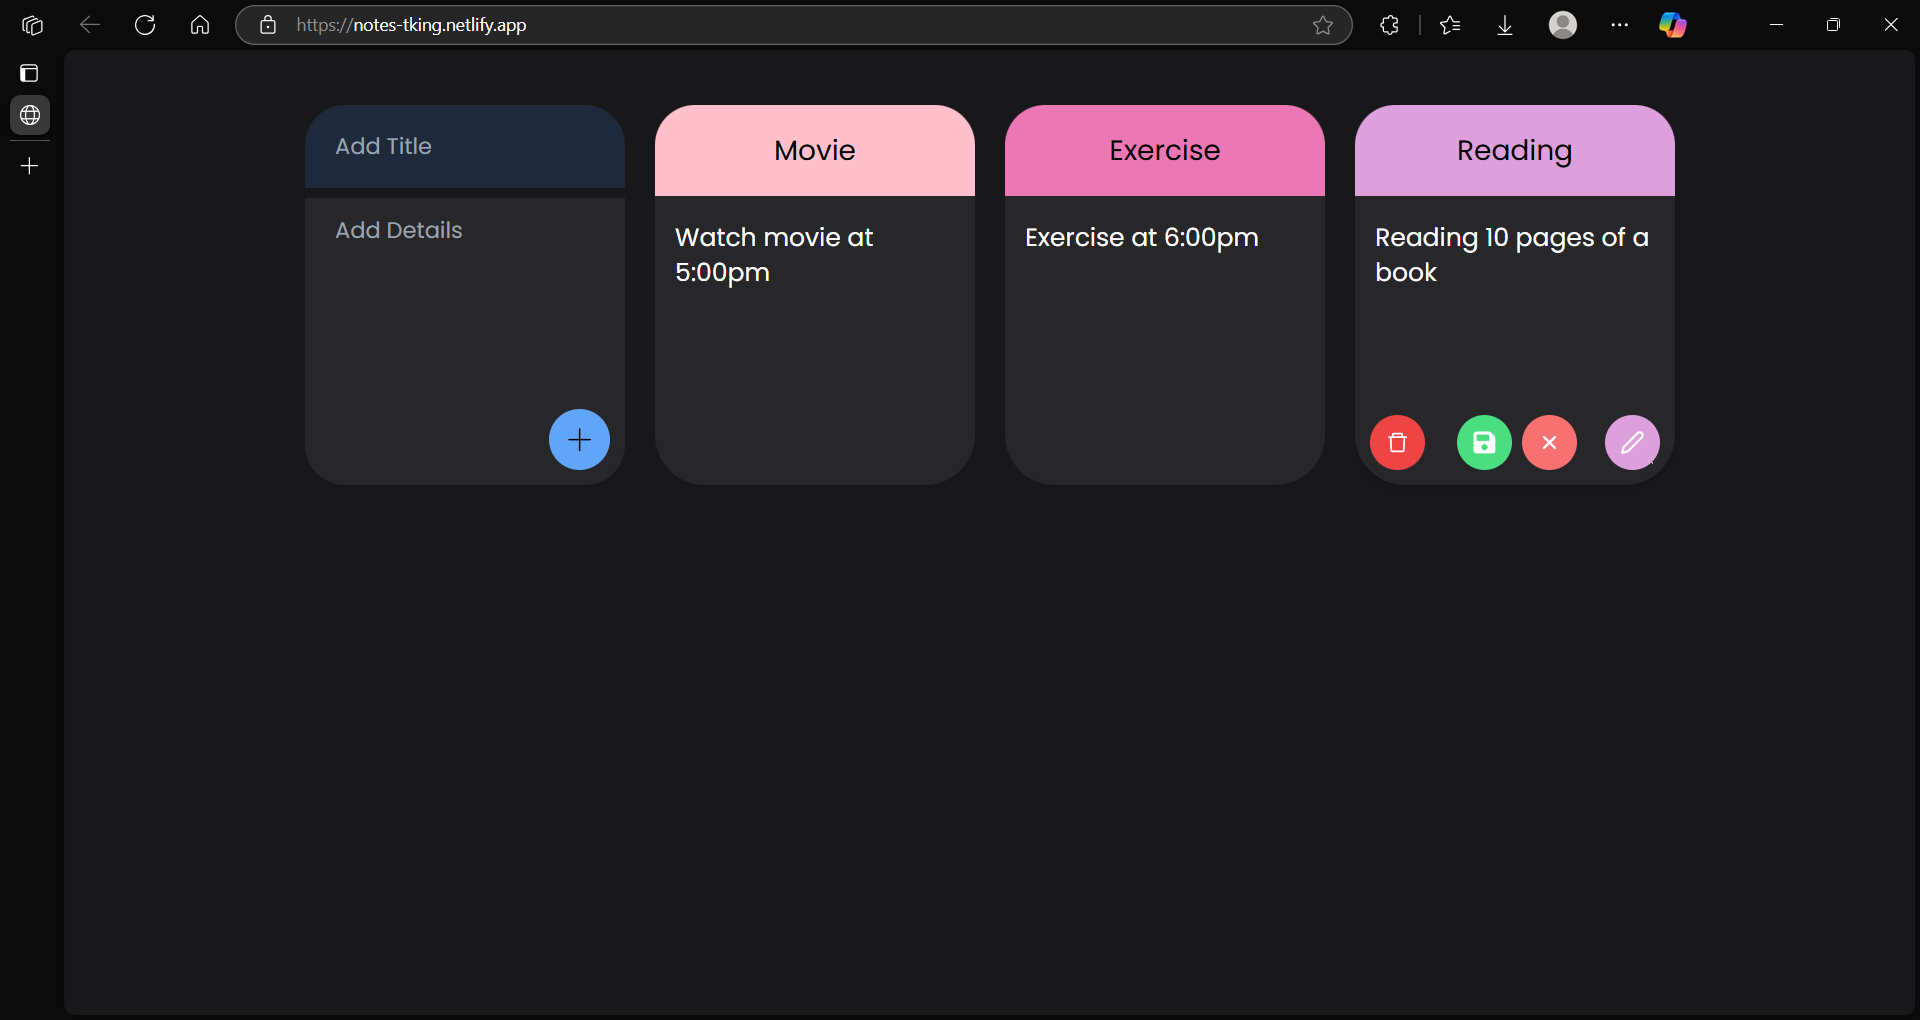 https://notes-tking.netlify.app
Add Title
Add Details
Movie
Watch movie at
5:00pm
Exercise
Exercise at 6:00pm
Reading
Reading 10 pages of a
book